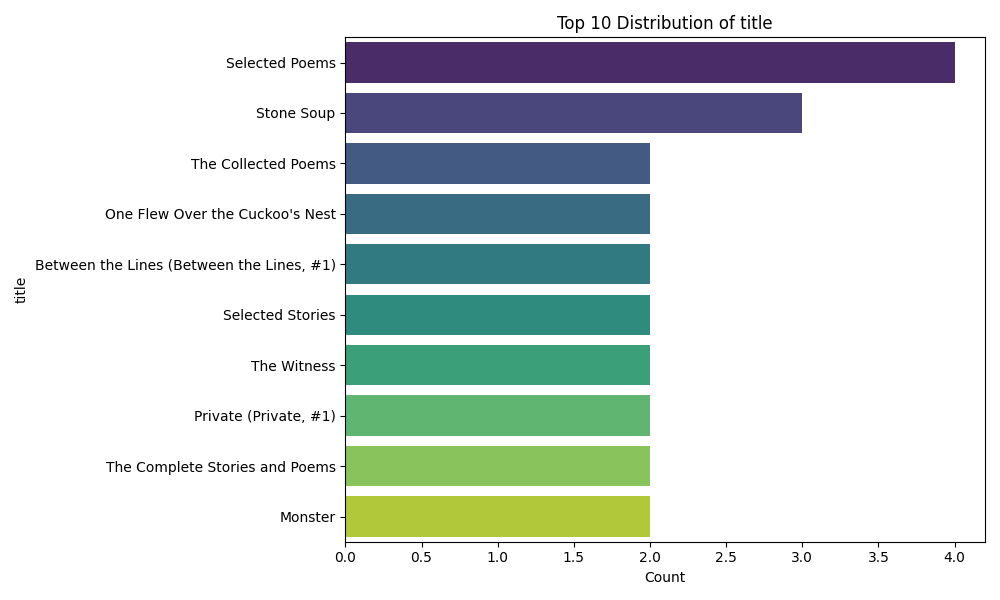 Top 10 Distribution of title
Selected Poems
Stone Soup
The Collected Poems
One Flew Over the Cuckoo's Nest
Between the Lines (Between the Lines, #1)
Selected Stories
The Witness
Private (Private, #1)
The Complete Stories and Poems
Monster
title
0.0 0.5 1.0 1.5 2.0 2.5 3.0 3.5 4.0
Count